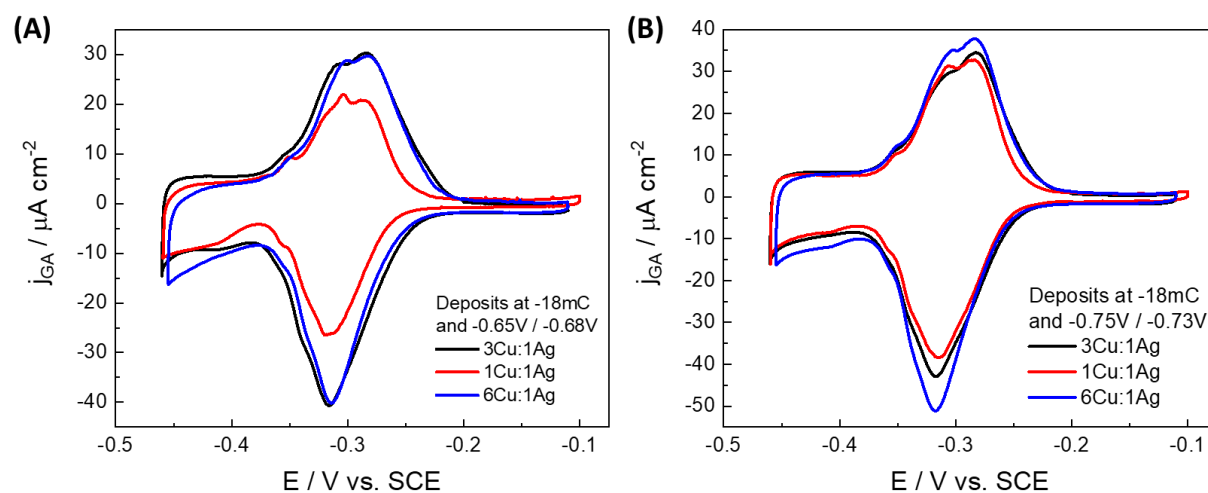 (A)
30
20
10
0
-10
-20
-30
-40
j_GA / µA cm⁻²
Deposits at -18mC
and -0.65V / -0.68V
3Cu:1Ag
1Cu:1Ag
6Cu:1Ag
-0.5 -0.4 -0.3 -0.2 -0.1
E / V vs. SCE
(B)
40
30
20
10
0
-10
-20
-30
-40
-50
j_GA / µA cm⁻²
Deposits at -18mC
and -0.75V / -0.73V
3Cu:1Ag
1Cu:1Ag
6Cu:1Ag
-0.5 -0.4 -0.3 -0.2 -0.1
E / V vs. SCE